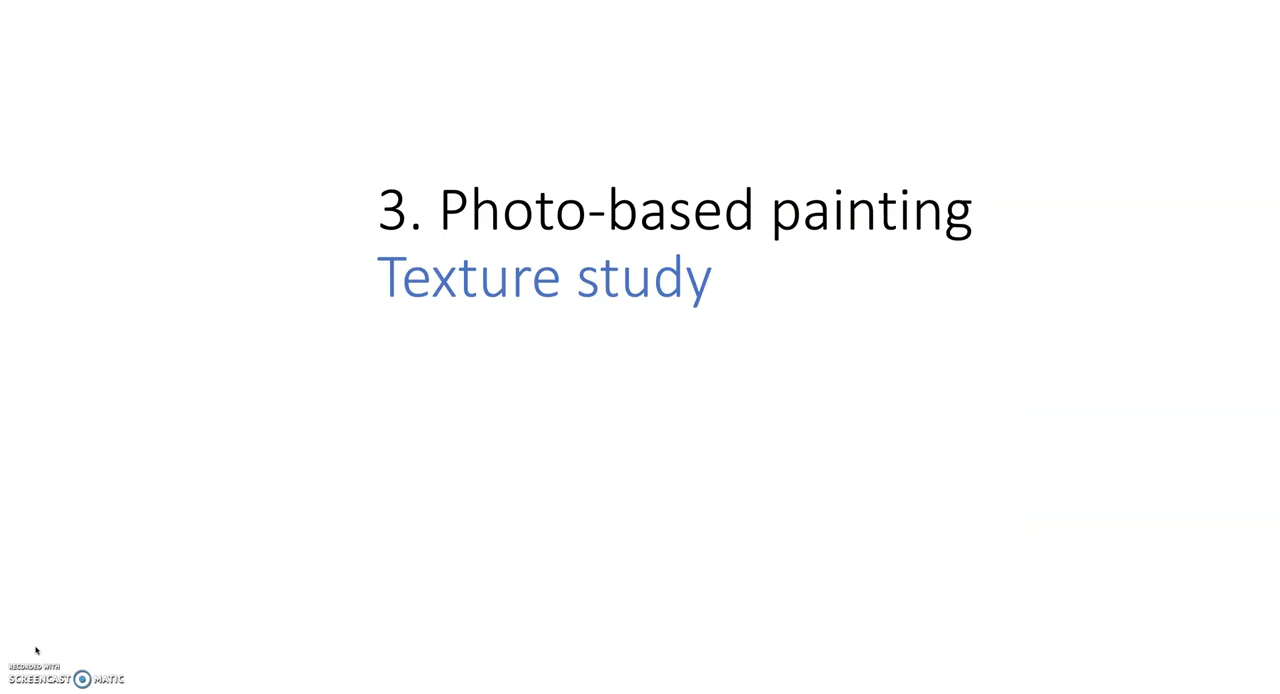 3. Photo-based painting
Texture study
RECORDED WITH
SCREENCAST MATIC